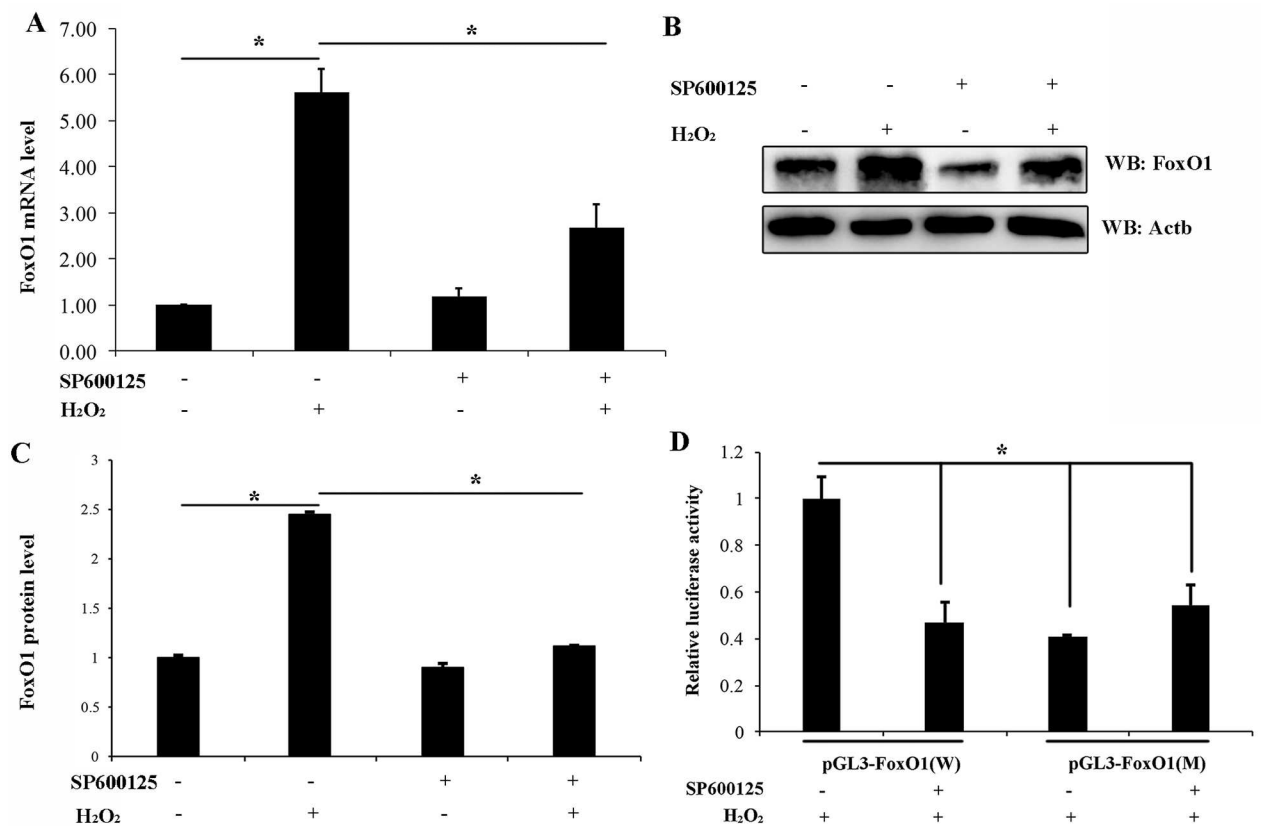 A
7.00
6.00
5.00
4.00
3.00
2.00
1.00
0.00
FoxO1 mRNA level
* *
SP600125 - - + +
H₂O₂ - + - +
B
SP600125 - - + +
H₂O₂ - + - +
WB: FoxO1
WB: Actb
C
3
2.5
2
1.5
1
0.5
0
FoxO1 protein level
* *
SP600125 - - + +
H₂O₂ - + - +
D
1.2
1
0.8
0.6
0.4
0.2
0
Relative luciferase activity
*
pGL3-FoxO1(W) pGL3-FoxO1(M)
SP600125 - + - +
H₂O₂ + + + +